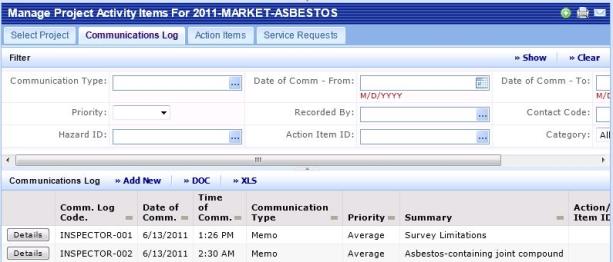 Manage Project Activity Items For 2011-MARKET-ASBESTOS
Select Project Communications Log Action Items Service Requests
Filter » Show » Clear
Communication Type: ... Date of Comm - From: Date of Comm - To:
M/D/YYYY M/D
Priority: Recorded By: ... Contact Code:
Hazard ID: ... Action Item ID: ... Category: All
Communications Log » Add New » DOC » XLS
Comm. Log Code. Date of Comm. Time of Comm. Communication Type Priority Summary Action/ Item ID
Details INSPECTOR-001 6/13/2011 1:26 PM Memo Average Survey Limitations
Details INSPECTOR-002 6/13/2011 2:30 AM Memo Average Asbestos-containing joint compound